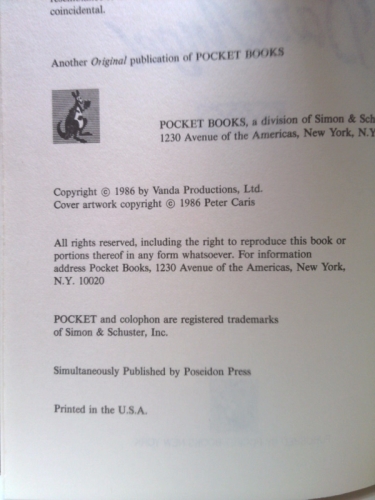 coincidental.
Another Original publication of POCKET BOOKS
POCKET BOOKS, a division of Simon & Sch
1230 Avenue of the Americas, New York, N.Y
Copyright © 1986 by Vanda Productions, Ltd.
Cover artwork copyright © 1986 Peter Caris
All rights reserved, including the right to reproduce this book or
portions thereof in any form whatsoever. For information
address Pocket Books, 1230 Avenue of the Americas, New York,
N.Y. 10020
POCKET and colophon are registered trademarks
of Simon & Schuster, Inc.
Simultaneously Published by Poseidon Press
Printed in the U.S.A.